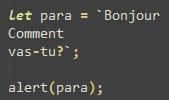 let para = `Bonjour
Comment
vas-tu?`;
alert(para);